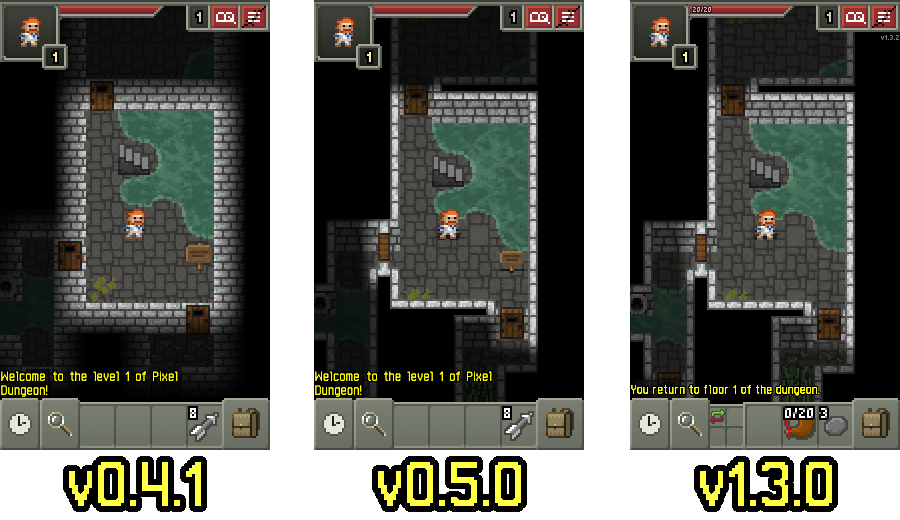 1
1
Welcome to the level 1 of Pixel
Dungeon!
8
v0.4.1
1
1
Welcome to the level 1 of Pixel
Dungeon!
8
v0.5.0
20/20
1
v1.3.2
1
You return to floor 1 of the dungeon.
0/20 3
v1.3.0